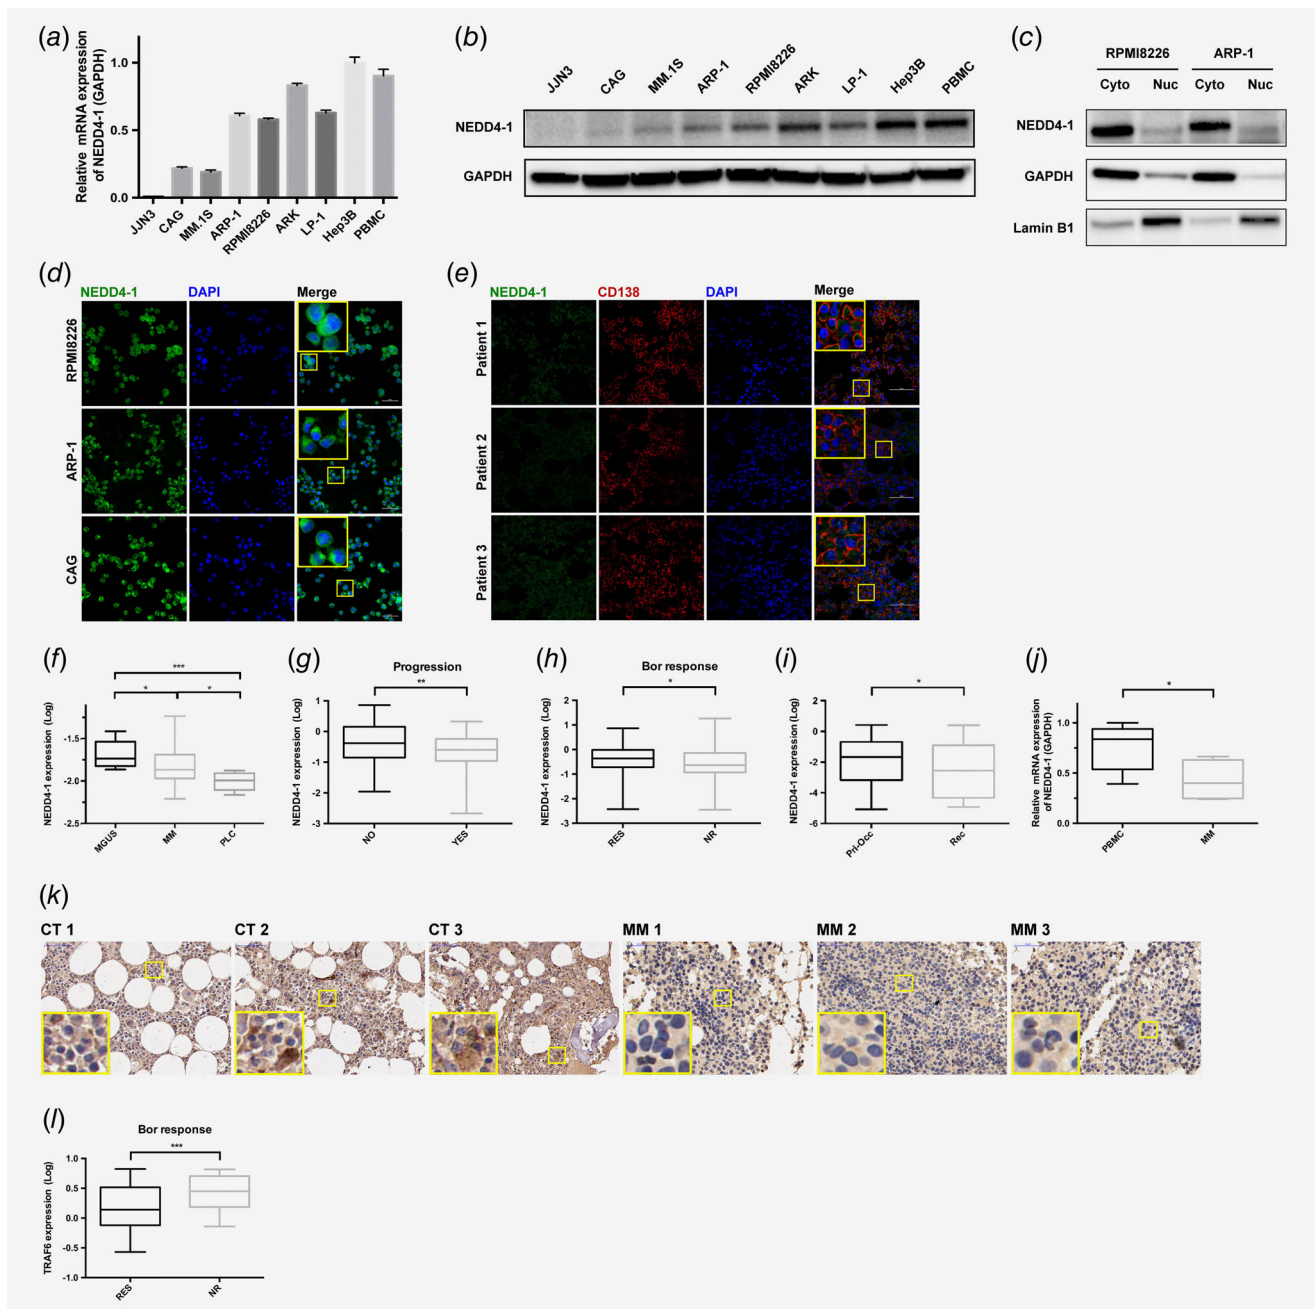 (a)
Relative mRNA expression
of NEDD4-1 (GAPDH)
1.0
0.5
0.0
JJN3
CAG
MM.1S
ARP-1
RPMI8226
ARK
LP-1
Hep3B
PBMC
(b)
JJN3
CAG
MM.1S
ARP-1
RPMI8226
ARK
LP-1
Hep3B
PBMC
NEDD4-1
GAPDH
(c)
RPMI8226
ARP-1
Cyto
Nuc
Cyto
Nuc
NEDD4-1
GAPDH
Lamin B1
(d)
NEDD4-1
DAPI
Merge
RPMI8226
ARP-1
CAG
(e)
NEDD4-1
CD138
DAPI
Merge
Patient 1
Patient 2
Patient 3
(f)
***
*
*
NEDD4-1 expression (Log)
-1.5
-2.0
-2.5
MGUS
MM
PLC
(g)
Progression
**
NEDD4-1 expression (Log)
1
0
-1
-2
-3
NO
YES
(h)
Bor response
*
NEDD4-1 expression (Log)
2
1
0
-1
-2
-3
RES
NR
(i)
*
NEDD4-1 expression (Log)
2
0
-2
-4
-6
Pri-Occ
Rec
(j)
*
Relative mRNA expression
of NEDD4-1 (GAPDH)
1.0
0.5
0.0
PBMC
MM
(k)
CT 1
CT 2
CT 3
MM 1
MM 2
MM 3
(l)
Bor response
***
TRAF6 expression (Log)
1.0
0.5
0.0
-0.5
-1.0
RES
NR